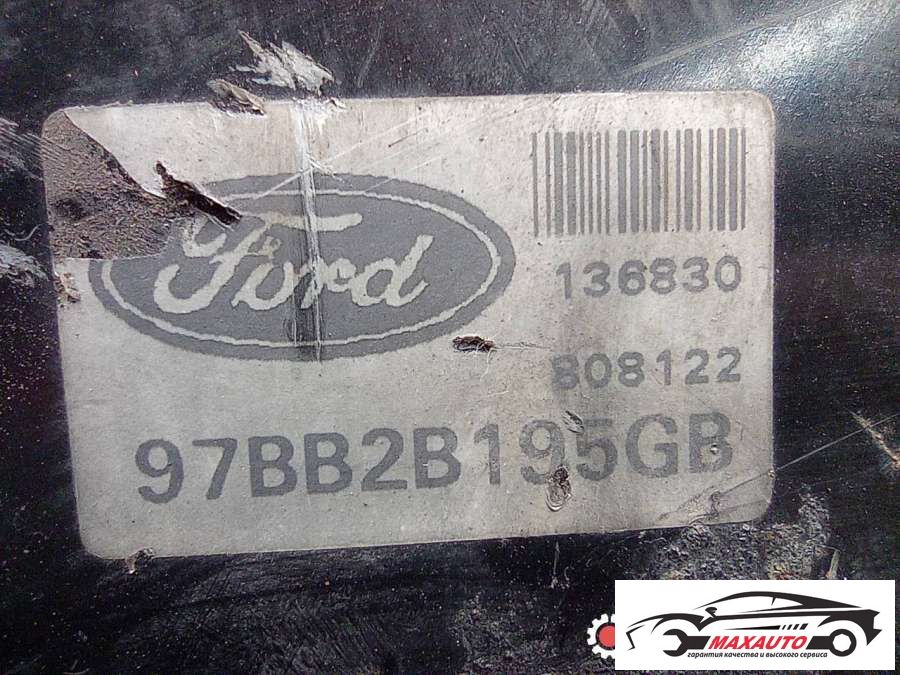 Ford
136830
808122
97BB2B195GB
MAXAUTO
гарантия качества и высокого сервиса